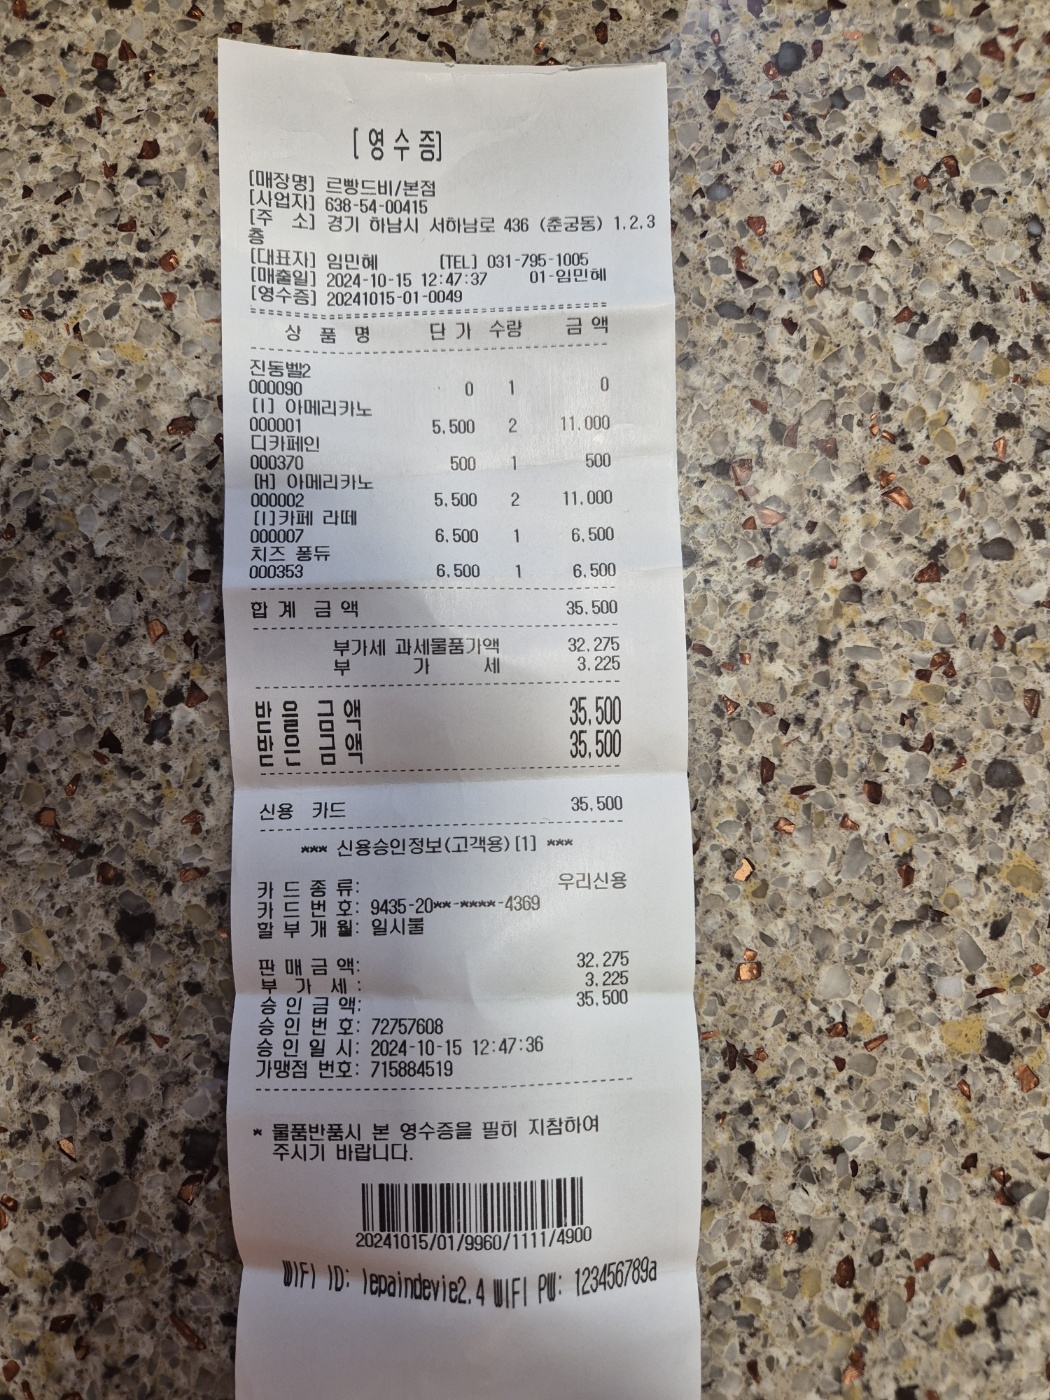 [영수증]
[매장명] 르빵드비/본점
[사업자] 638-54-00415
[주 소] 경기 하남시 서하남로 436 (춘궁동) 1.2.3
층
[대표자] 임민혜 [TEL] 031-795-1005
[매출일] 2024-10-15 12:47:37 01-임민혜
[영수증] 20241015-01-0049
상 품 명 단 가 수량 금 액
진동벨2
000090 0 1 0
[I] 아메리카노
000001 5,500 2 11,000
디카페인
000370 500 1 500
[H] 아메리카노
000002 5,500 2 11,000
[I]카페 라떼
000007 6,500 1 6,500
치즈 퐁듀
000353 6,500 1 6,500
합 계 금 액 35,500
부가세 과세물품가액 32,275
부 가 세 3,225
받 을 금 액 35,500
받 은 금 액 35,500
신용 카드 35,500
*** 신용승인정보(고객용)[1] ***
카 드 종 류: 우리신용
카 드 번 호: 9435-20**-****-4369
할 부 개 월: 일시불
판 매 금 액: 32,275
부 가 세 : 3,225
승 인 금 액: 35,500
승 인 번 호: 72757608
승 인 일 시: 2024-10-15 12:47:36
가맹점 번호: 715884519
* 물품반품시 본 영수증을 필히 지참하여
주시기 바랍니다.
20241015/01/9960/1111/4900
WIFI ID: lepaindevie2.4 WIFI PW: 123456789a